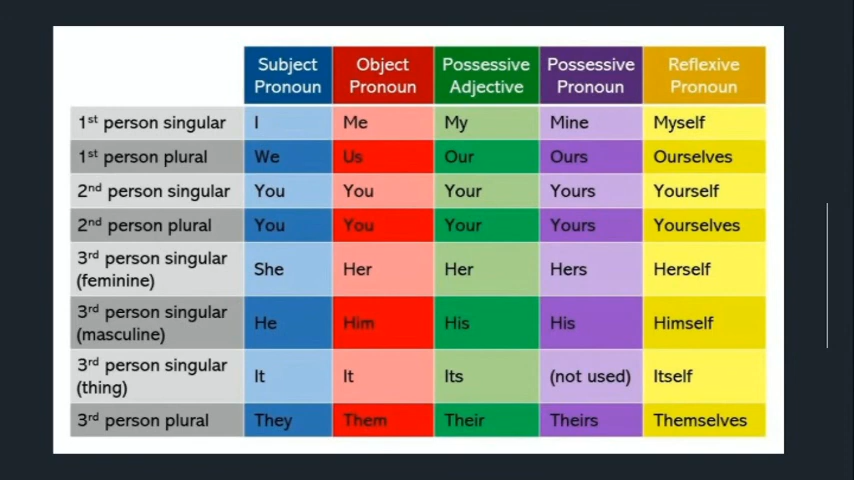 Subject Pronoun Object Pronoun Possessive Adjective Possessive Pronoun Reflexive Pronoun
1st person singular I Me My Mine Myself
1st person plural We Us Our Ours Ourselves
2nd person singular You You Your Yours Yourself
2nd person plural You You Your Yours Yourselves
3rd person singular (feminine) She Her Her Hers Herself
3rd person singular (masculine) He Him His His Himself
3rd person singular (thing) It It Its (not used) Itself
3rd person plural They Them Their Theirs Themselves